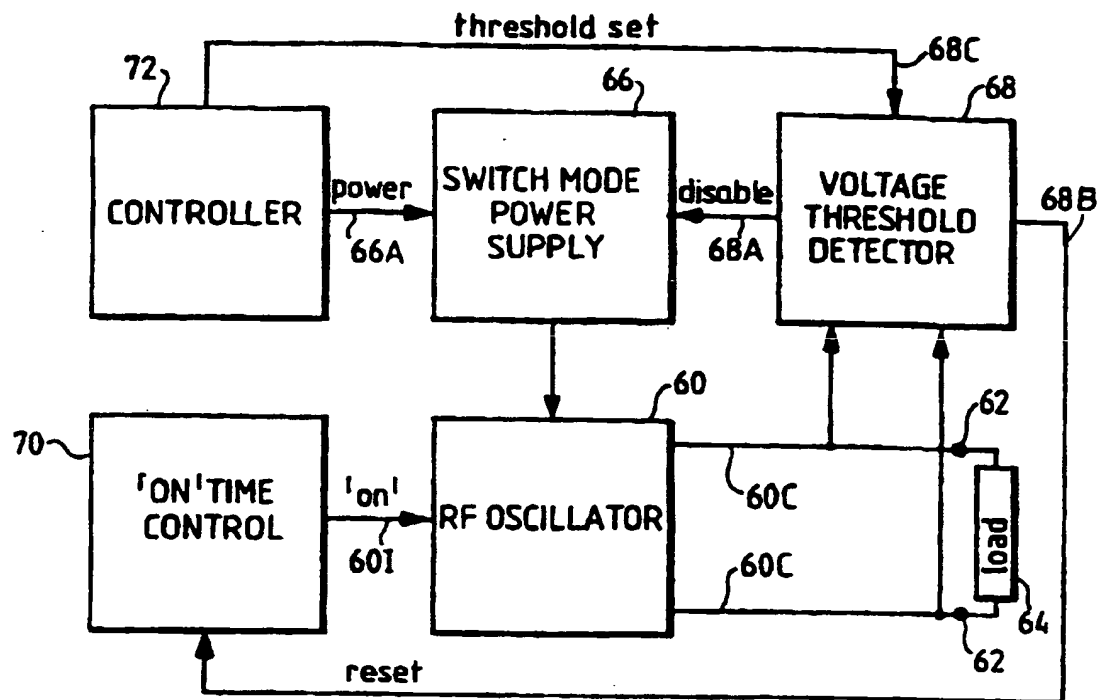 threshold set
72
66
68C
68
CONTROLLER
power
66A
SWITCH MODE
POWER
SUPPLY
disable
68A
VOLTAGE
THRESHOLD
DETECTOR
68B
70
'ON' TIME
CONTROL
'on'
60I
60
RF OSCILLATOR
60C
60C
62
load
64
62
reset